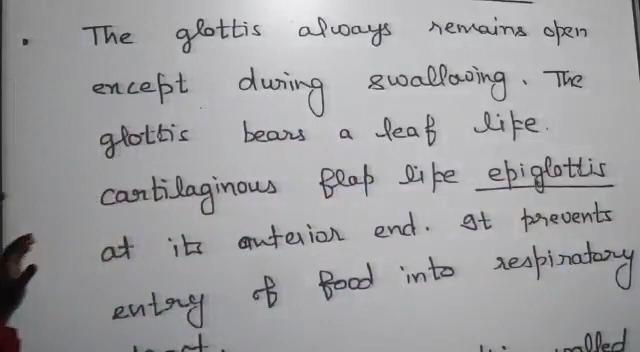 The glottis always remains open
except during swallowing. The
glottis bears a leaf like.
cartilaginous flap like epiglottis
at its anterior end. It prevents
entry of food into respiratory